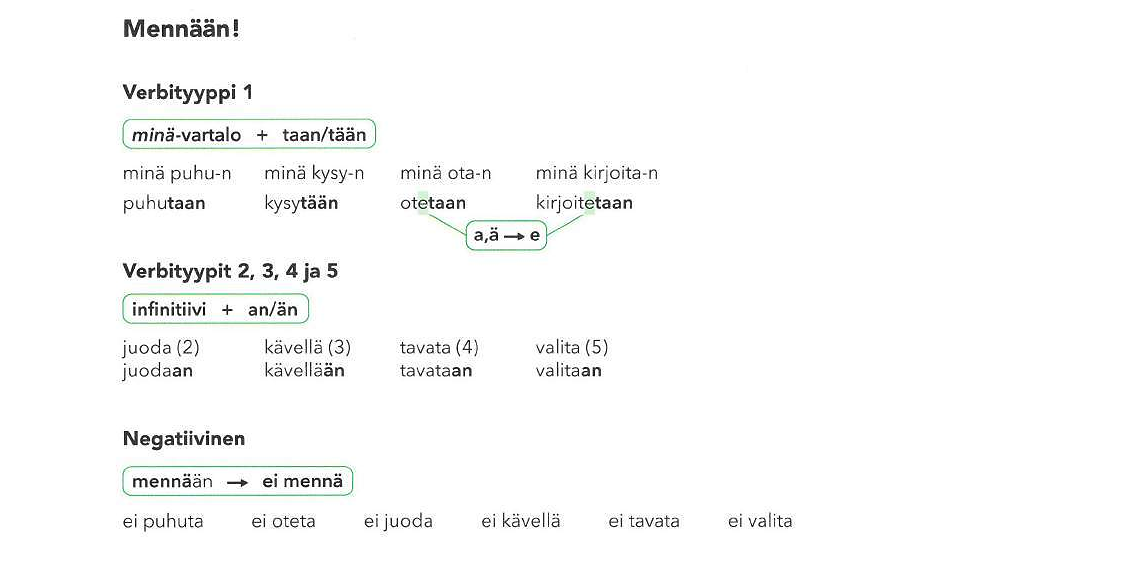 Mennään!
Verbityyppi 1
minä-vartalo + taan/tään
minä puhu-n minä kysy-n minä ota-n minä kirjoita-n
puhutaan kysytään otetaan kirjoitetaan
a,ä → e
Verbityypit 2, 3, 4 ja 5
infinitiivi + an/än
juoda (2) kävellä (3) tavata (4) valita (5)
juodaan kävellään tavataan valitaan
Negatiivinen
mennään → ei mennä
ei puhuta ei oteta ei juoda ei kävellä ei tavata ei valita